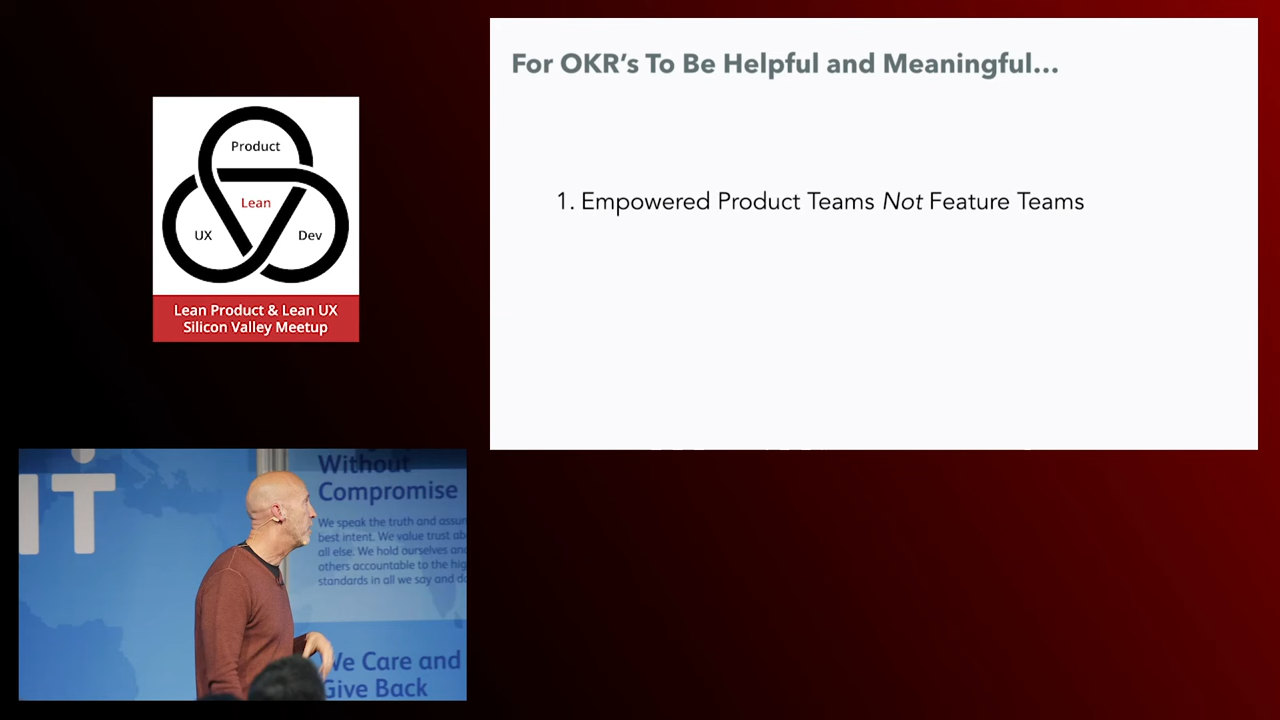 For OKR's To Be Helpful and Meaningful...
1. Empowered Product Teams Not Feature Teams
Product
Lean
UX
Dev
Lean Product & Lean UX
Silicon Valley Meetup
IT
Without
Compromise
We speak the truth and assum
best intent. We value trust ab
all else. We hold ourselves and
others accountable to the hig
standards in all we say and do
We Care and
Give Back